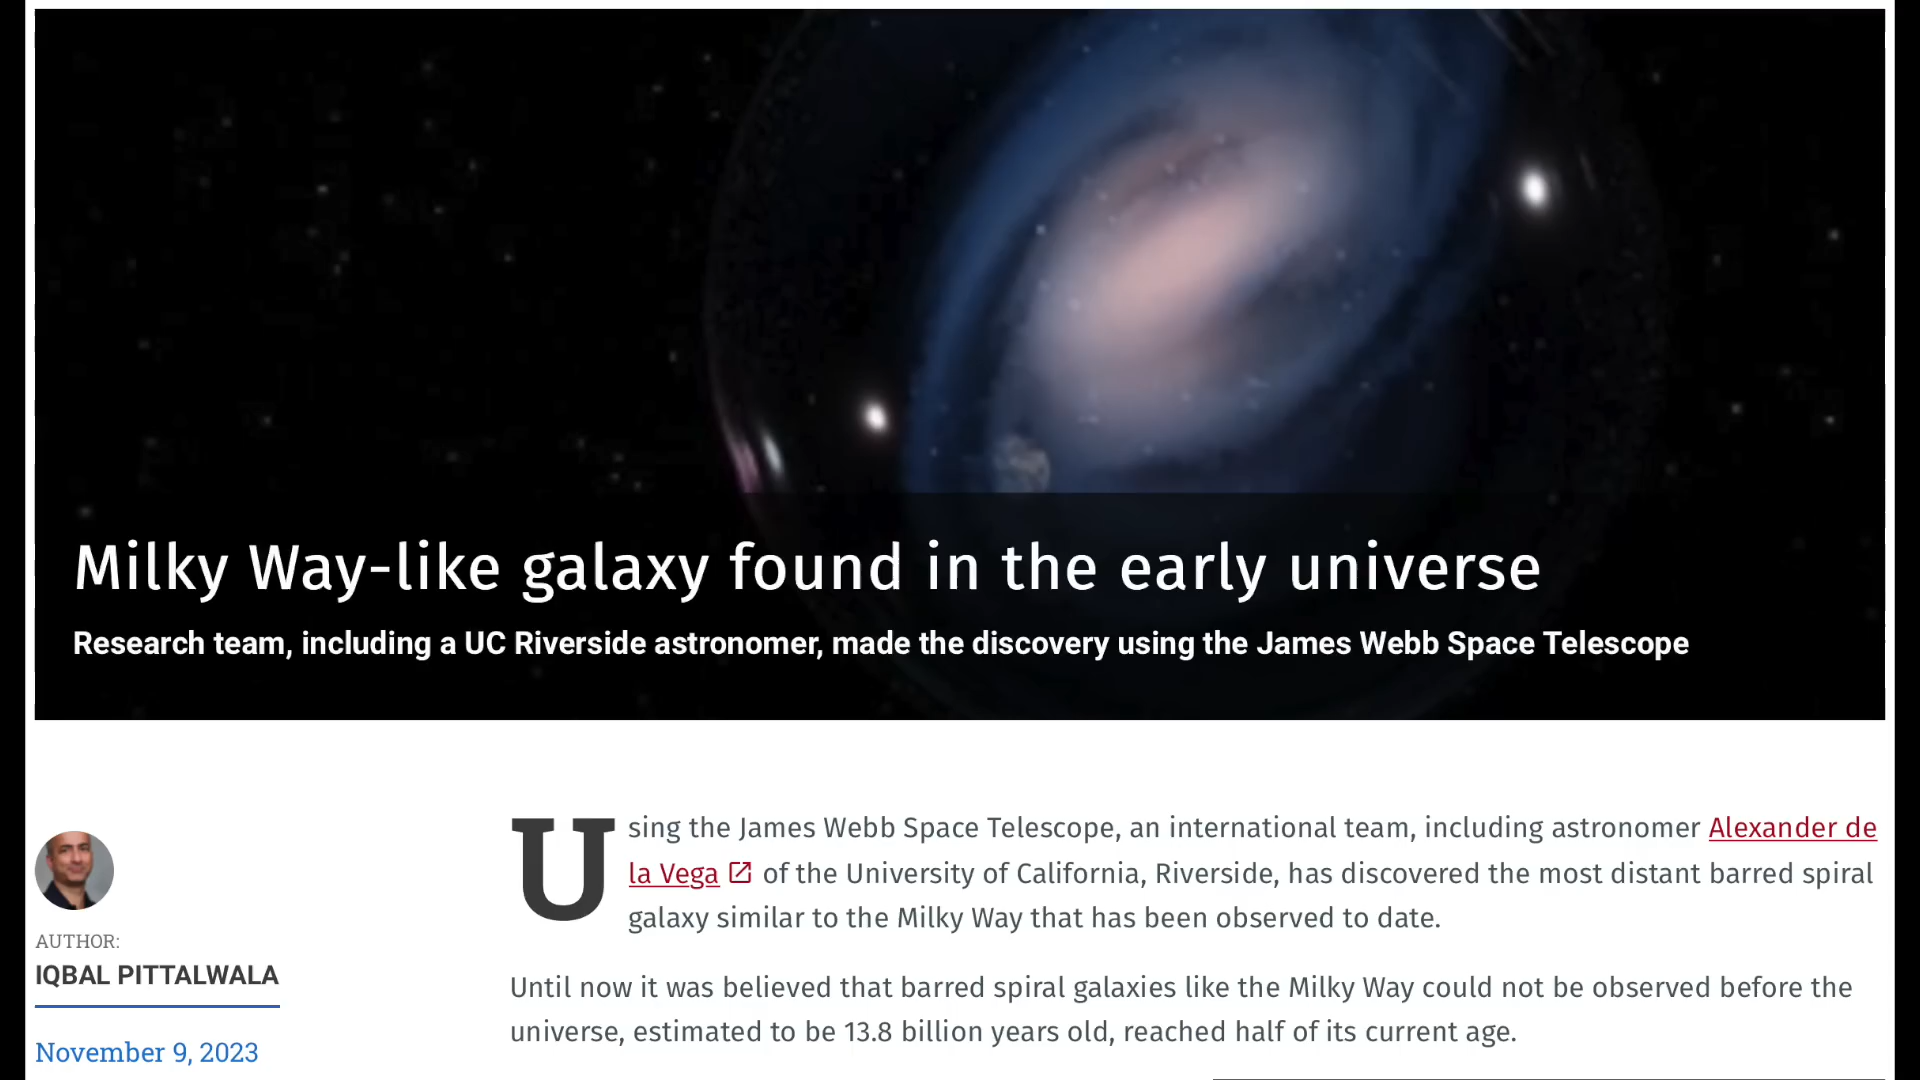 Milky Way-like galaxy found in the early universe
Research team, including a UC Riverside astronomer, made the discovery using the James Webb Space Telescope
AUTHOR:
IQBAL PITTALWALA
November 9, 2023
Using the James Webb Space Telescope, an international team, including astronomer Alexander de
la Vega of the University of California, Riverside, has discovered the most distant barred spiral
galaxy similar to the Milky Way that has been observed to date.
Until now it was believed that barred spiral galaxies like the Milky Way could not be observed before the
universe, estimated to be 13.8 billion years old, reached half of its current age.